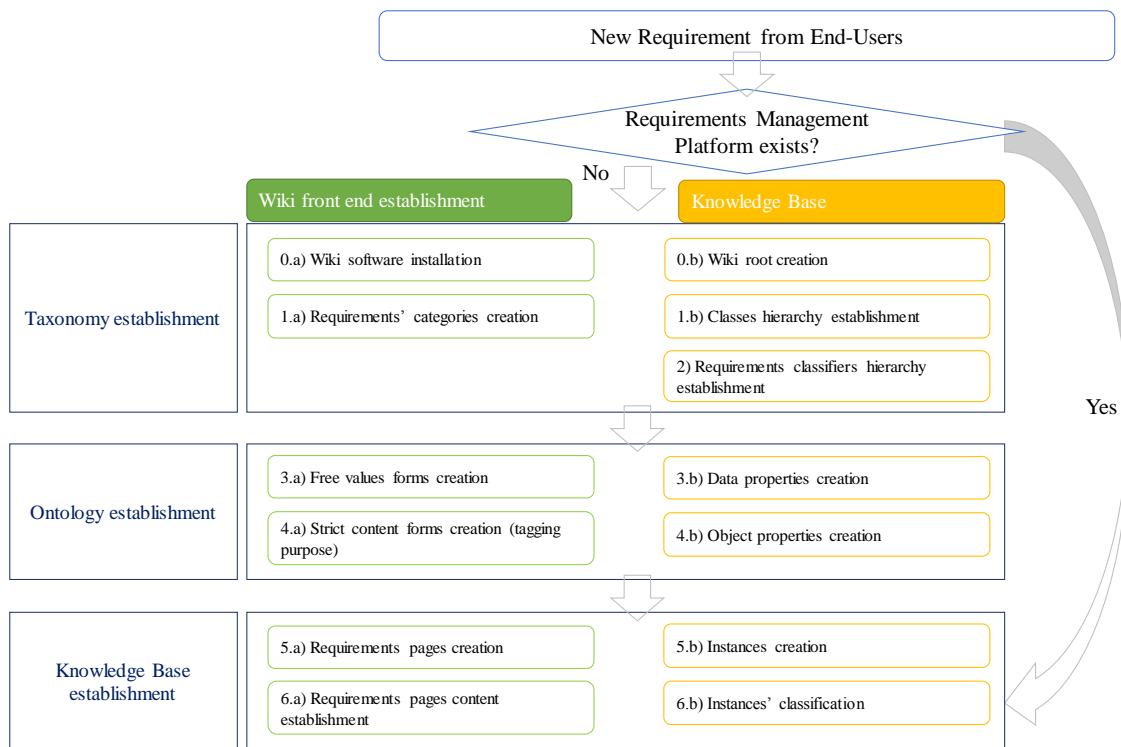 New Requirement from End-Users
Requirements Management
Platform exists?
No
Wiki front end establishment
Knowledge Base
Taxonomy establishment
0.a) Wiki software installation
0.b) Wiki root creation
1.a) Requirements’ categories creation
1.b) Classes hierarchy establishment
2) Requirements classifiers hierarchy
establishment
Yes
Ontology establishment
3.a) Free values forms creation
3.b) Data properties creation
4.a) Strict content forms creation (tagging
purpose)
4.b) Object properties creation
Knowledge Base
establishment
5.a) Requirements pages creation
5.b) Instances creation
6.a) Requirements pages content
establishment
6.b) Instances’ classification